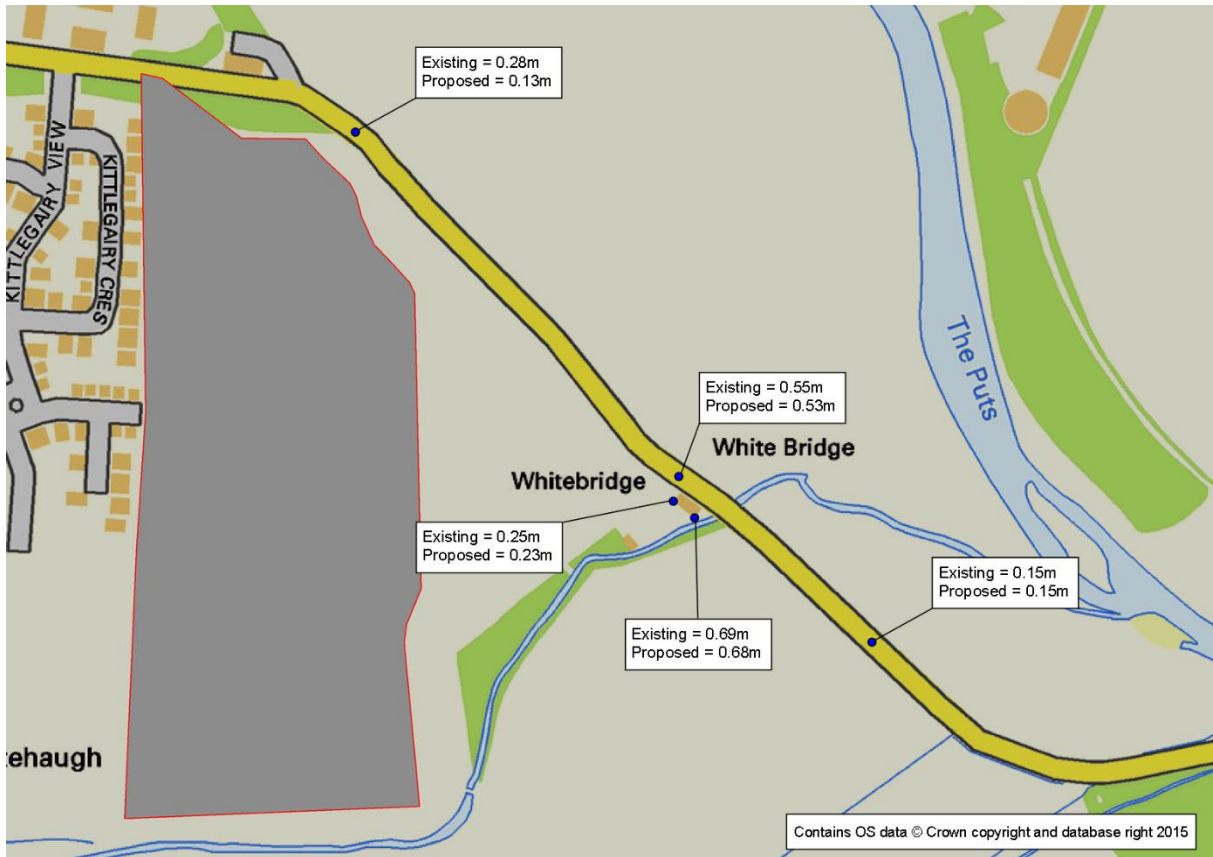 Existing = 0.28m
Proposed = 0.13m
KITTLEGAIRY VIEW
KITTLEGAIRY CRES
The Puts
Existing = 0.55m
Proposed = 0.53m
White Bridge
Whitebridge
Existing = 0.25m
Proposed = 0.23m
Existing = 0.15m
Proposed = 0.15m
Existing = 0.69m
Proposed = 0.68m
tehaugh
Contains OS data © Crown copyright and database right 2015